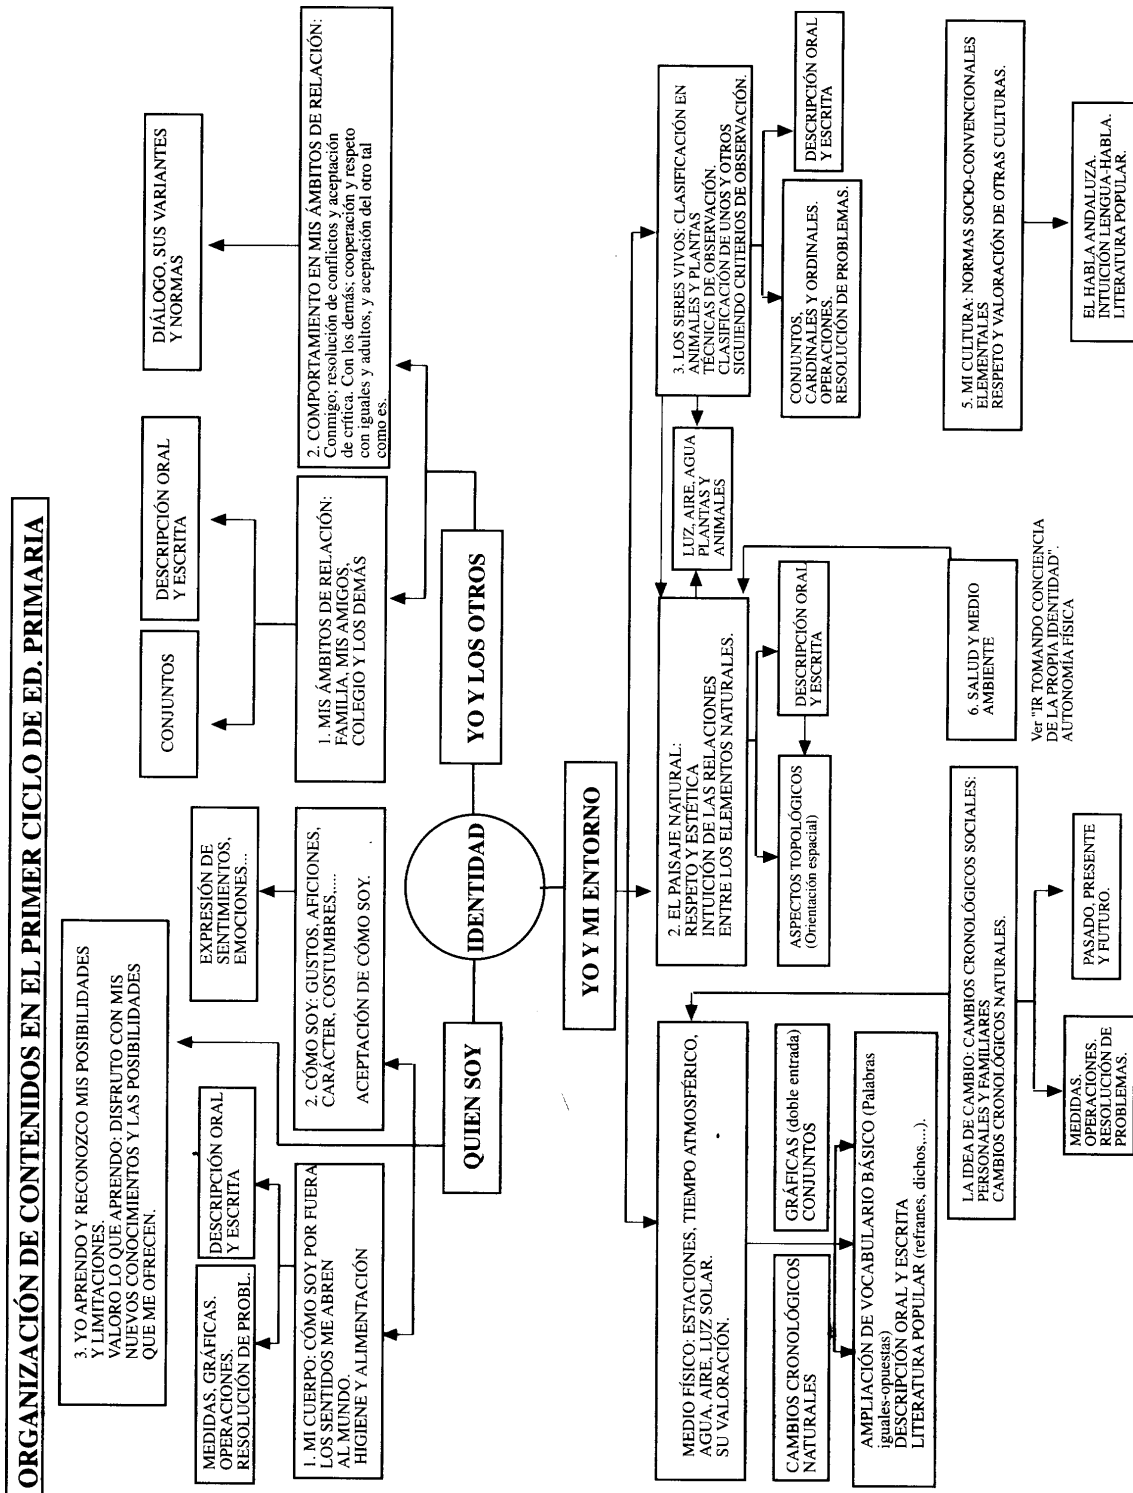 ORGANIZACIÓN DE CONTENIDOS EN EL PRIMER CICLO DE ED. PRIMARIA
3. YO APRENDO Y RECONOZCO MIS POSIBILIDADES
Y LIMITACIONES.
VALORO LO QUE APRENDO: DISFRUTO CON MIS
NUEVOS CONOCIMIENTOS Y LAS POSIBILIDADES
QUE ME OFRECEN.
MEDIDAS, GRÁFICAS.
OPERACIONES.
RESOLUCIÓN DE PROBL.
DESCRIPCIÓN ORAL
Y ESCRITA
EXPRESIÓN DE
SENTIMIENTOS,
EMOCIONES...
1. MI CUERPO: CÓMO SOY POR FUERA
LOS SENTIDOS ME ABREN
AL MUNDO.
HIGIENE Y ALIMENTACIÓN
2. CÓMO SOY: GUSTOS, AFICIONES,
CARÁCTER, COSTUMBRES,....
ACEPTACIÓN DE CÓMO SOY.
CONJUNTOS
DESCRIPCIÓN ORAL
Y ESCRITA
DIÁLOGO, SUS VARIANTES
Y NORMAS
1. MIS ÁMBITOS DE RELACIÓN:
FAMILIA, MIS AMIGOS,
COLEGIO Y LOS DEMÁS
2. COMPORTAMIENTO EN MIS ÁMBITOS DE RELACIÓN:
Conmigo; resolución de conflictos y aceptación
de crítica. Con los demás; cooperación y respeto
con iguales y adultos, y aceptación del otro tal
como es.
QUIEN SOY
IDENTIDAD
YO Y LOS OTROS
YO Y MI ENTORNO
MEDIO FÍSICO: ESTACIONES, TIEMPO ATMOSFÉRICO,
AGUA, AIRE, LUZ SOLAR.
SU VALORACIÓN.
CAMBIOS CRONOLÓGICOS
NATURALES
GRÁFICAS (doble entrada)
CONJUNTOS
AMPLIACIÓN DE VOCABULARIO BÁSICO (Palabras
iguales-opuestas)
DESCRIPCIÓN ORAL Y ESCRITA
LITERATURA POPULAR (refranes, dichos,...).
2. EL PAISAJE NATURAL:
RESPETO Y ESTÉTICA
INTUICIÓN DE LAS RELACIONES
ENTRE LOS ELEMENTOS NATURALES.
ASPECTOS TOPOLÓGICOS
(Orientación espacial)
DESCRIPCIÓN ORAL
Y ESCRITA
LUZ, AIRE, AGUA
PLANTAS Y
ANIMALES
3. LOS SERES VIVOS: CLASIFICACIÓN EN
ANIMALES Y PLANTAS
TÉCNICAS DE OBSERVACIÓN.
CLASIFICACIÓN DE UNOS Y OTROS
SIGUIENDO CRITERIOS DE OBSERVACIÓN.
CONJUNTOS,
CARDINALES Y ORDINALES.
OPERACIONES.
RESOLUCIÓN DE PROBLEMAS.
DESCRIPCIÓN ORAL
Y ESCRITA
LA IDEA DE CAMBIO: CAMBIOS CRONOLÓGICOS SOCIALES:
PERSONALES Y FAMILIARES
CAMBIOS CRONOLÓGICOS NATURALES.
MEDIDAS.
OPERACIONES.
RESOLUCIÓN DE
PROBLEMAS.
PASADO, PRESENTE
Y FUTURO.
6. SALUD Y MEDIO
AMBIENTE
Ver "IR TOMANDO CONCIENCIA
DE LA PROPIA IDENTIDAD".
AUTONOMÍA FÍSICA
5. MI CULTURA: NORMAS SOCIO-CONVENCIONALES
ELEMENTALES
RESPETO Y VALORACIÓN DE OTRAS CULTURAS.
EL HABLA ANDALUZA.
INTUICIÓN LENGUA-HABLA.
LITERATURA POPULAR.